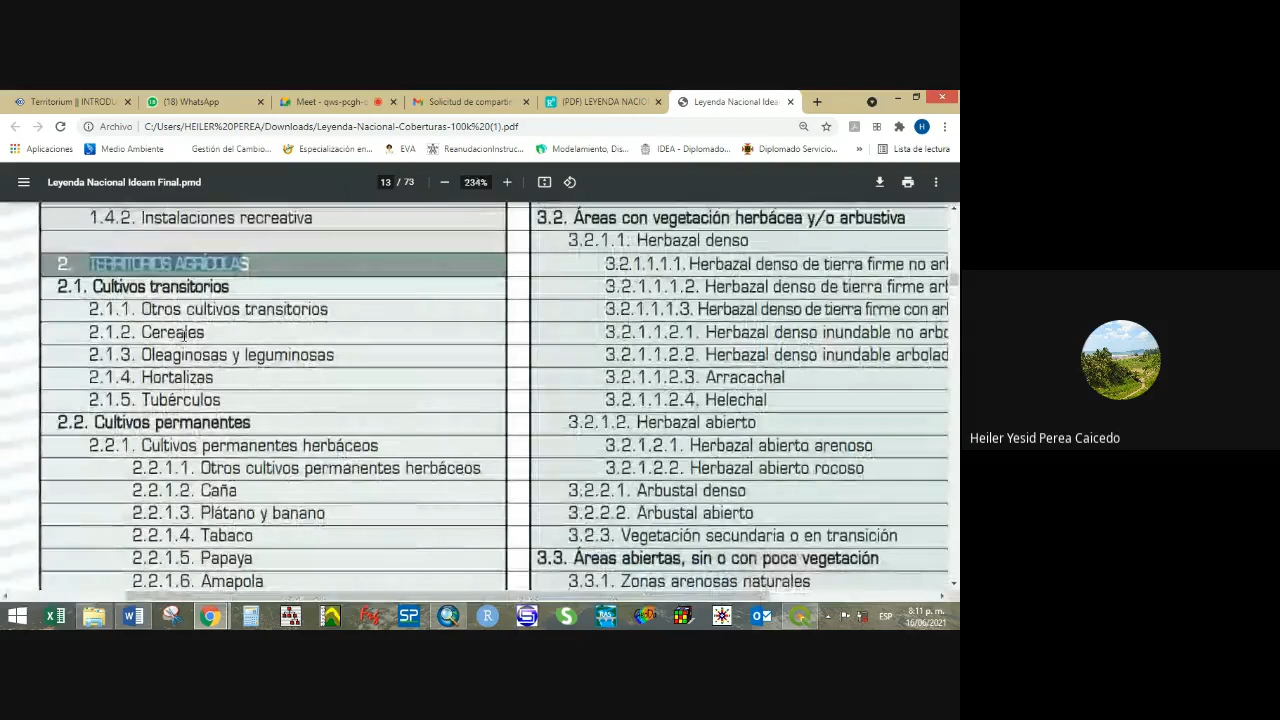 Territorium || INTRODU
(18) WhatsApp
Meet - qws-pcgh-
Solicitud de compartir
(PDF) LEYENDA NACIO
Leyenda Nacional Idea
Archivo
C:/Users/HEILER%20PEREA/Downloads/Leyenda-Nacional-Coberturas-100k%20(1).pdf
H
Aplicaciones
Medio Ambiente
Gestión del Cambio...
Especialización en...
EVA
ReanudacionInstruc...
Modelamiento, Dis...
IDEA - Diplomado...
Diplomado Servicio...
»
Lista de lectura
Leyenda Nacional Ideam Final.pmd
13 / 73
234%
1.4.2. Instalaciones recreativa
2. TERRITORIOS AGRÍCOLAS
2.1. Cultivos transitorios
2.1.1. Otros cultivos transitorios
2.1.2. Cereales
2.1.3. Oleaginosas y leguminosas
2.1.4. Hortalizas
2.1.5. Tubérculos
2.2. Cultivos permanentes
2.2.1. Cultivos permanentes herbáceos
2.2.1.1. Otros cultivos permanentes herbáceos
2.2.1.2. Caña
2.2.1.3. Plátano y banano
2.2.1.4. Tabaco
2.2.1.5. Papaya
2.2.1.6. Amapola
3.2. Áreas con vegetación herbácea y/o arbustiva
3.2.1.1. Herbazal denso
3.2.1.1.1.1. Herbazal denso de tierra firme no arl
3.2.1.1.1.2. Herbazal denso de tierra firme arl
3.2.1.1.1.3. Herbazal denso de tierra firme con a
3.2.1.1.2.1. Herbazal denso inundable no arbo
3.2.1.1.2.2. Herbazal denso inundable arbolad
3.2.1.1.2.3. Arracachal
3.2.1.1.2.4. Helechal
3.2.1.2. Herbazal abierto
3.2.1.2.1. Herbazal abierto arenoso
3.2.1.2.2. Herbazal abierto rocoso
3.2.2.1. Arbustal denso
3.2.2.2. Arbustal abierto
3.2.3. Vegetación secundaria o en transición
3.3. Áreas abiertas, sin o con poca vegetación
3.3.1. Zonas arenosas naturales
Heiler Yesid Perea Caicedo
SP
R
ESP
8:11 p. m.
16/06/2021